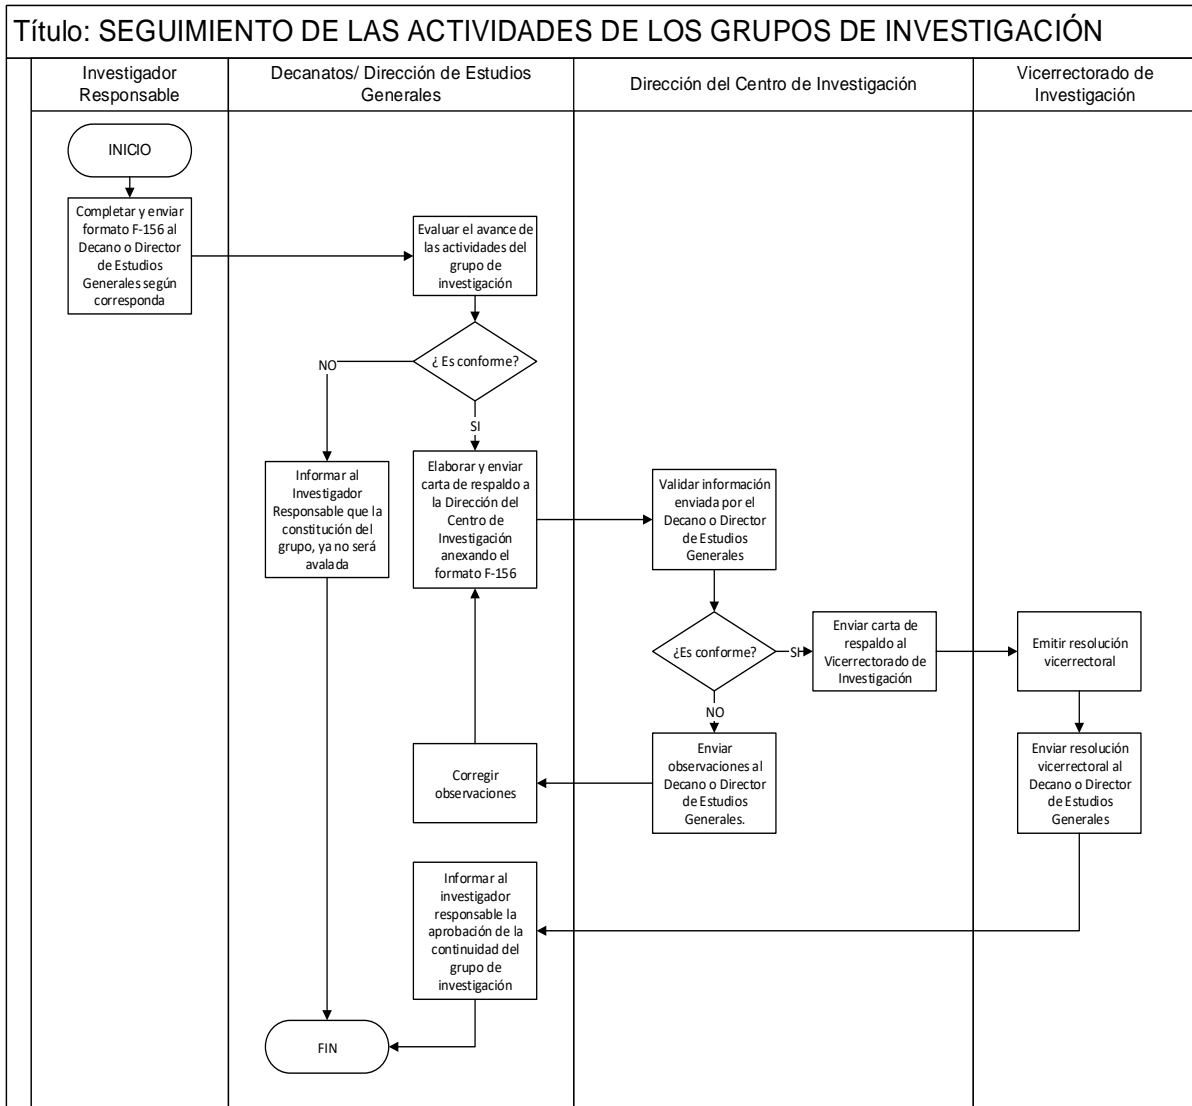 Título: SEGUIMIENTO DE LAS ACTIVIDADES DE LOS GRUPOS DE INVESTIGACIÓN
Investigador
Responsable
Decanatos/ Dirección de Estudios
Generales
Dirección del Centro de Investigación
Vicerrectorado de
Investigación
INICIO
Completar y enviar
formato F-156 al
Decano o Director
de Estudios
Generales según
corresponda
Evaluar el avance de
las actividades del
grupo de
investigación
¿ Es conforme?
NO
SI
Informar al
Investigador
Responsable que la
constitución del
grupo, ya no será
avalada
Elaborar y enviar
carta de respaldo a
la Dirección del
Centro de
Investigación
anexando el
formato F-156
Validar información
enviada por el
Decano o Director
de Estudios
Generales
¿Es conforme?
SI
NO
Enviar carta de
respaldo al
Vicerrectorado de
Investigación
Emitir resolución
vicerrectoral
Corregir
observaciones
Enviar
observaciones al
Decano o Director
de Estudios
Generales.
Enviar resolución
vicerrectoral al
Decano o Director
de Estudios
Generales
Informar al
investigador
responsable la
aprobación de la
continuidad del
grupo de
investigación
FIN